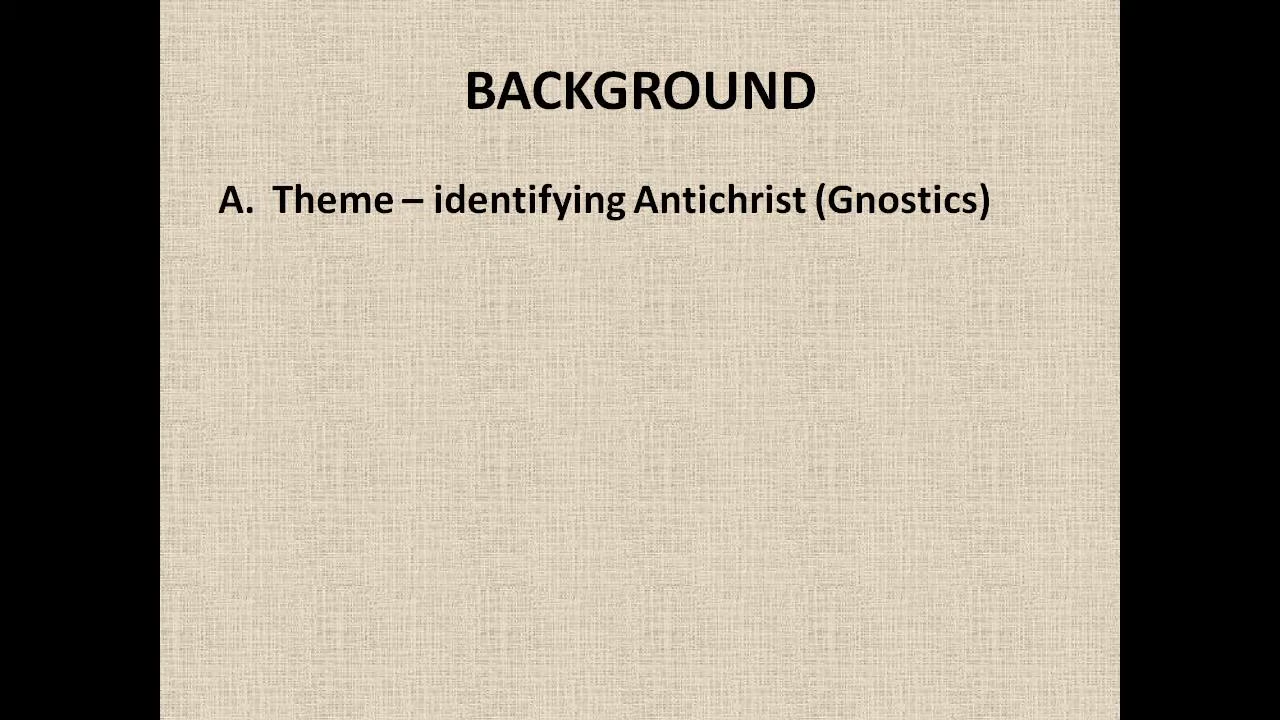 BACKGROUND
A. Theme – identifying Antichrist (Gnostics)